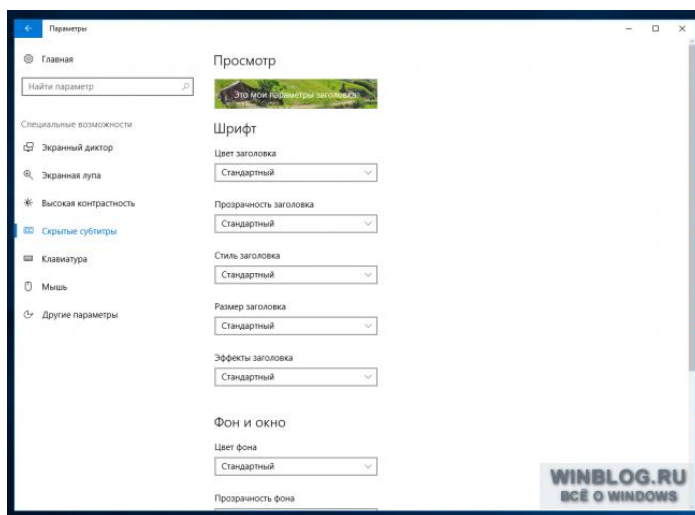 Параметры
Главная
Найти параметр
Специальные возможности
Экранный диктор
Экранная лупа
Высокая контрастность
Скрытые субтитры
Клавиатура
Мышь
Другие параметры
Просмотр
Это мои параметры заголовка
Шрифт
Цвет заголовка
Стандартный
Прозрачность заголовка
Стандартный
Стиль заголовка
Стандартный
Размер заголовка
Стандартный
Эффекты заголовка
Стандартный
Фон и окно
Цвет фона
Стандартный
Прозрачность фона
WINBLOG.RU
ВСЁ О WINDOWS